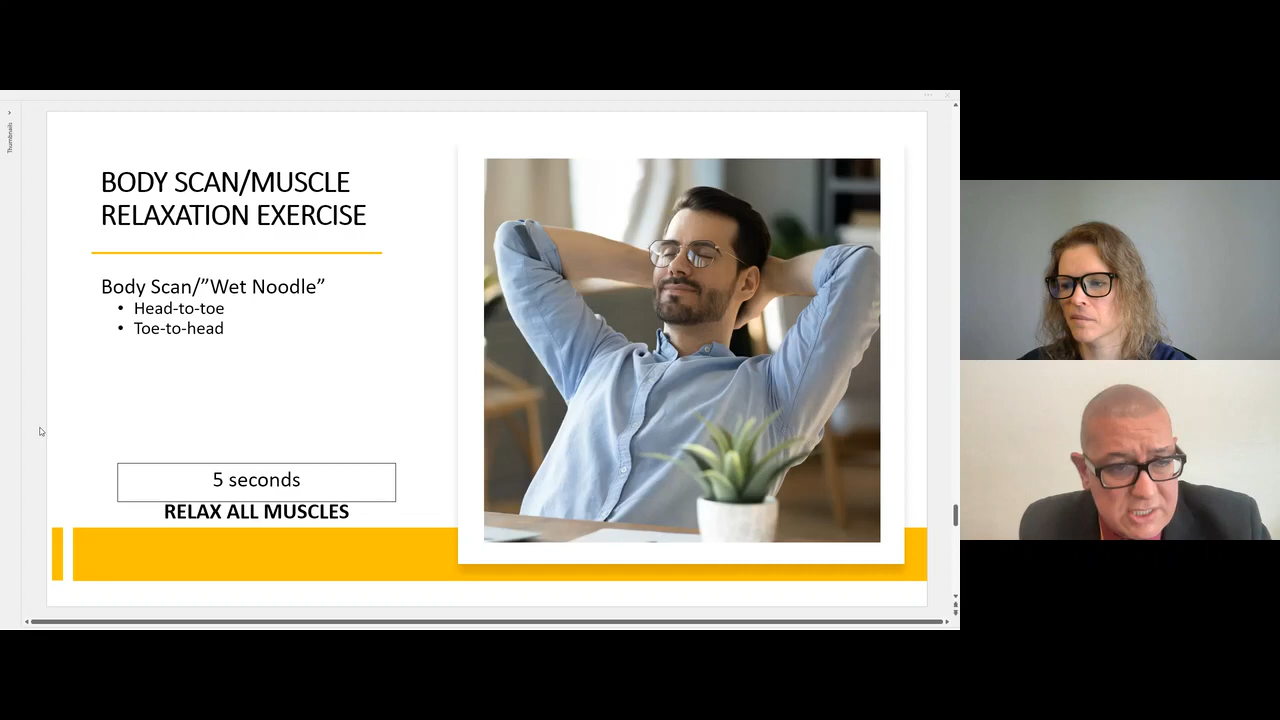 Thumbnails
BODY SCAN/MUSCLE
RELAXATION EXERCISE
Body Scan/”Wet Noodle”
• Head-to-toe
• Toe-to-head
5 seconds
RELAX ALL MUSCLES